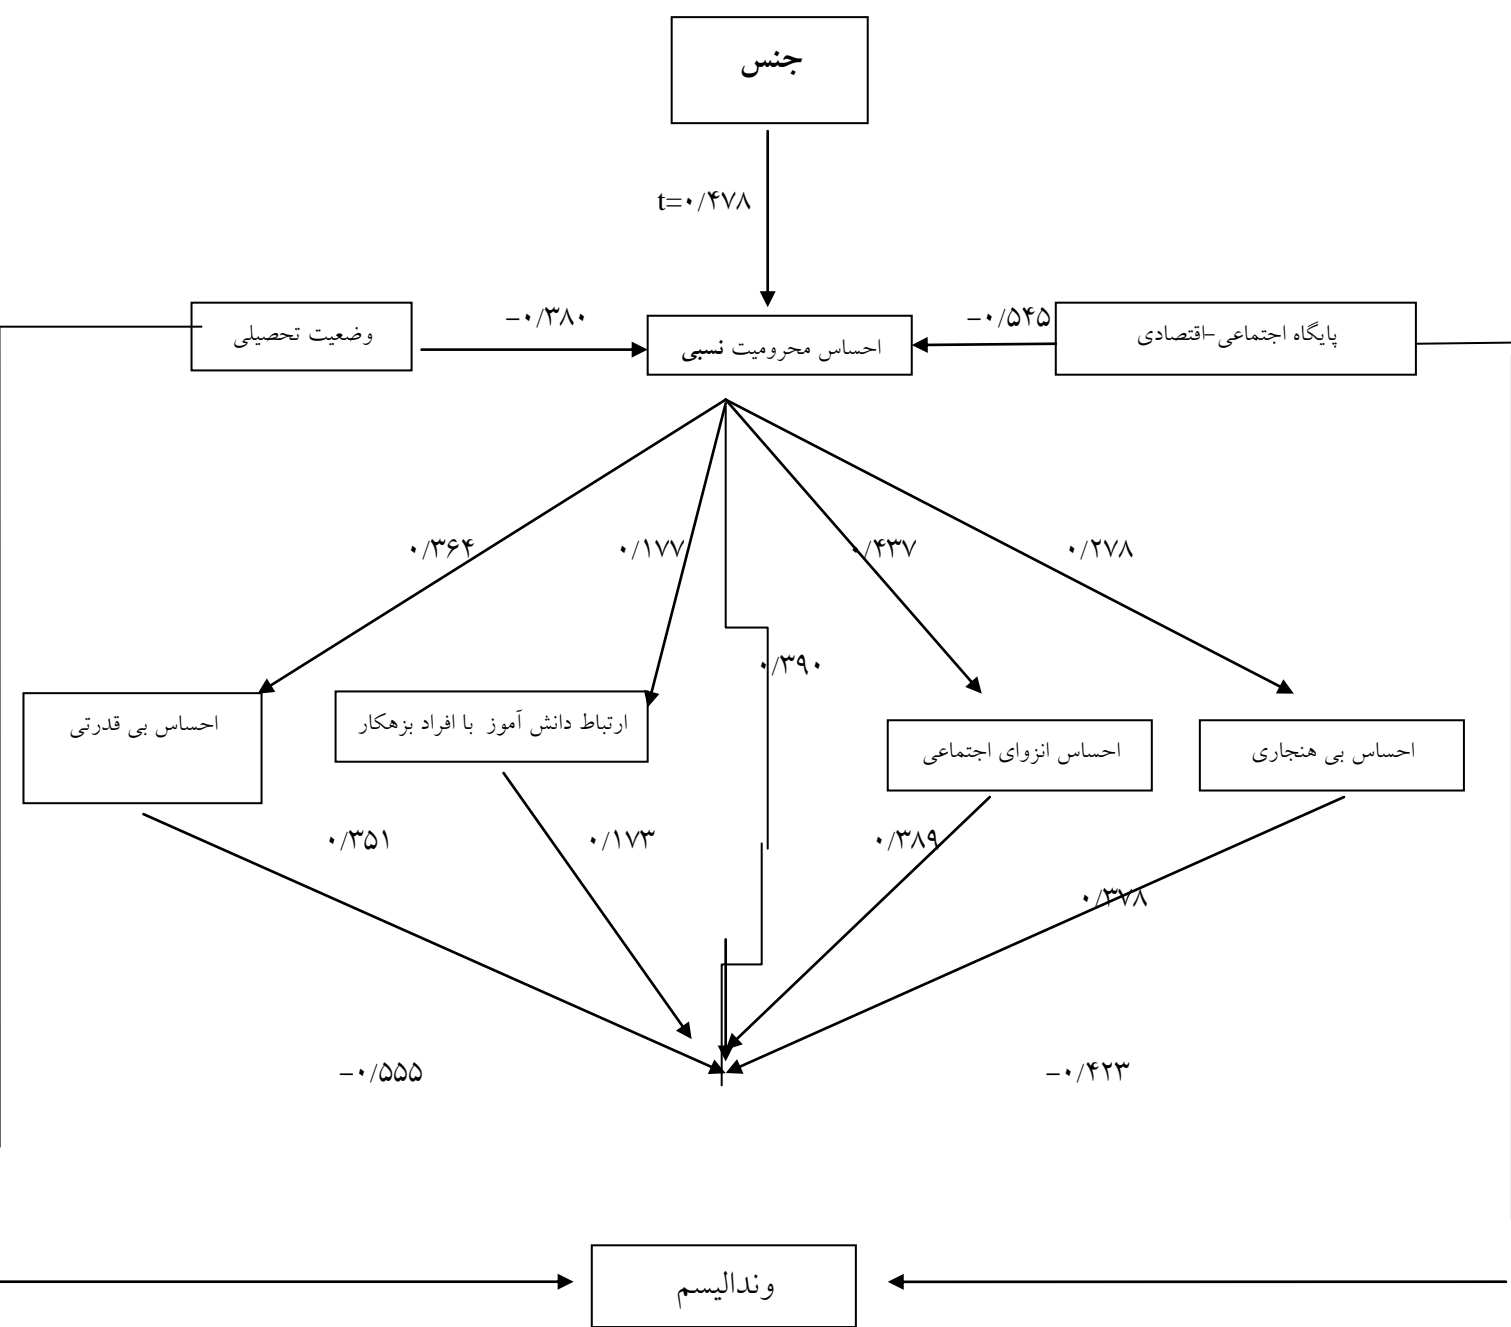 جنس
t=۰/۴۷۸
-۰/۵۴۵
-۰/۳۸۰
پایگاه اجتماعی-اقتصادی
احساس محرومیت نسبی
وضعیت تحصیلی
۰/۲۷۸
۰/۴۳۷
۰/۱۷۷
۰/۳۶۴
۰/۳۹۰
احساس بی هنجاری
احساس انزوای اجتماعی
ارتباط دانش آموز با افراد بزهکار
احساس بی قدرتی
۰/۳۷۸
۰/۳۸۹
۰/۱۷۳
۰/۳۵۱
-۰/۴۲۳
-۰/۵۵۵
وندالیسم